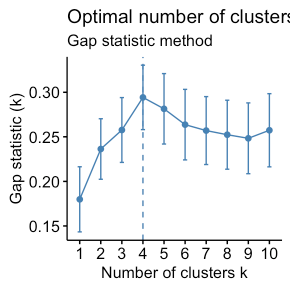 Optimal number of clusters
Gap statistic method
Gap statistic (k)
0.30
0.25
0.20
0.15
1 2 3 4 5 6 7 8 9 10
Number of clusters k